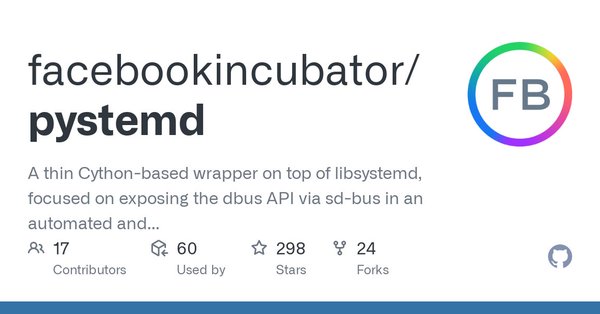 facebookincubator/
pystemd
FB
A thin Cython-based wrapper on top of libsystemd,
focused on exposing the dbus API via sd-bus in an
automated and...
17
Contributors
60
Used by
298
Stars
24
Forks